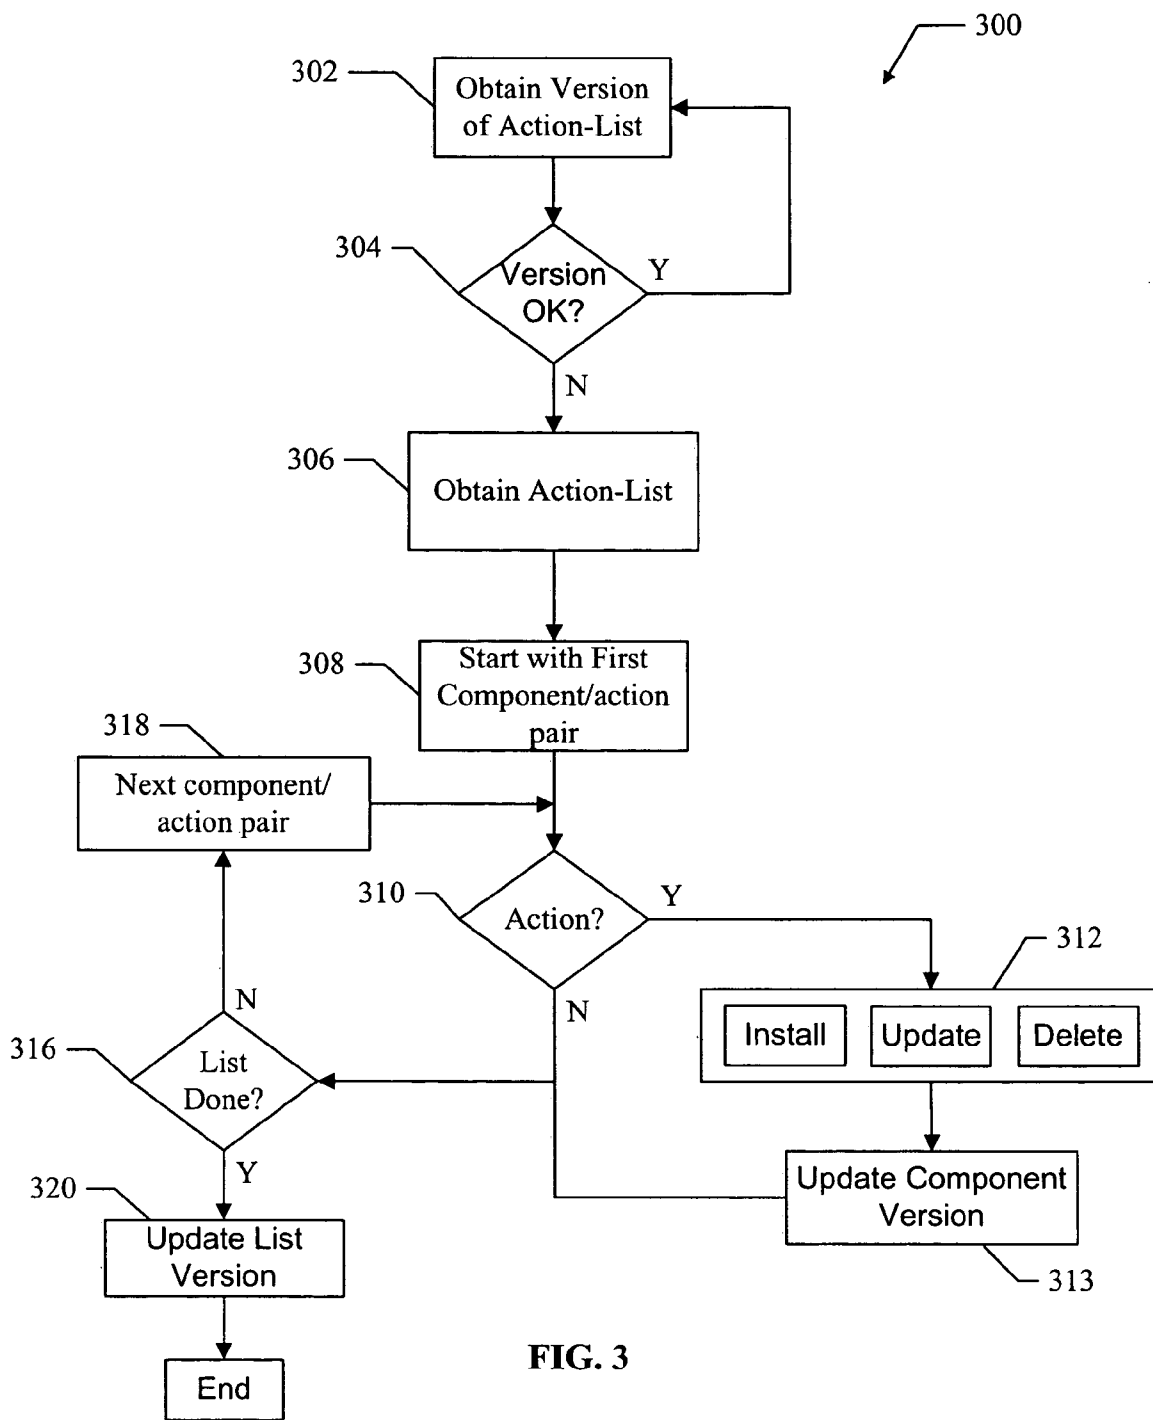 300
302
Obtain Version
of Action-List
304
Version
OK?
Y
N
306
Obtain Action-List
308
Start with First
Component/action
pair
318
Next component/
action pair
310
Action?
Y
N
312
Install
Update
Delete
N
316
List
Done?
Y
Update Component
Version
313
320
Update List
Version
End
FIG. 3